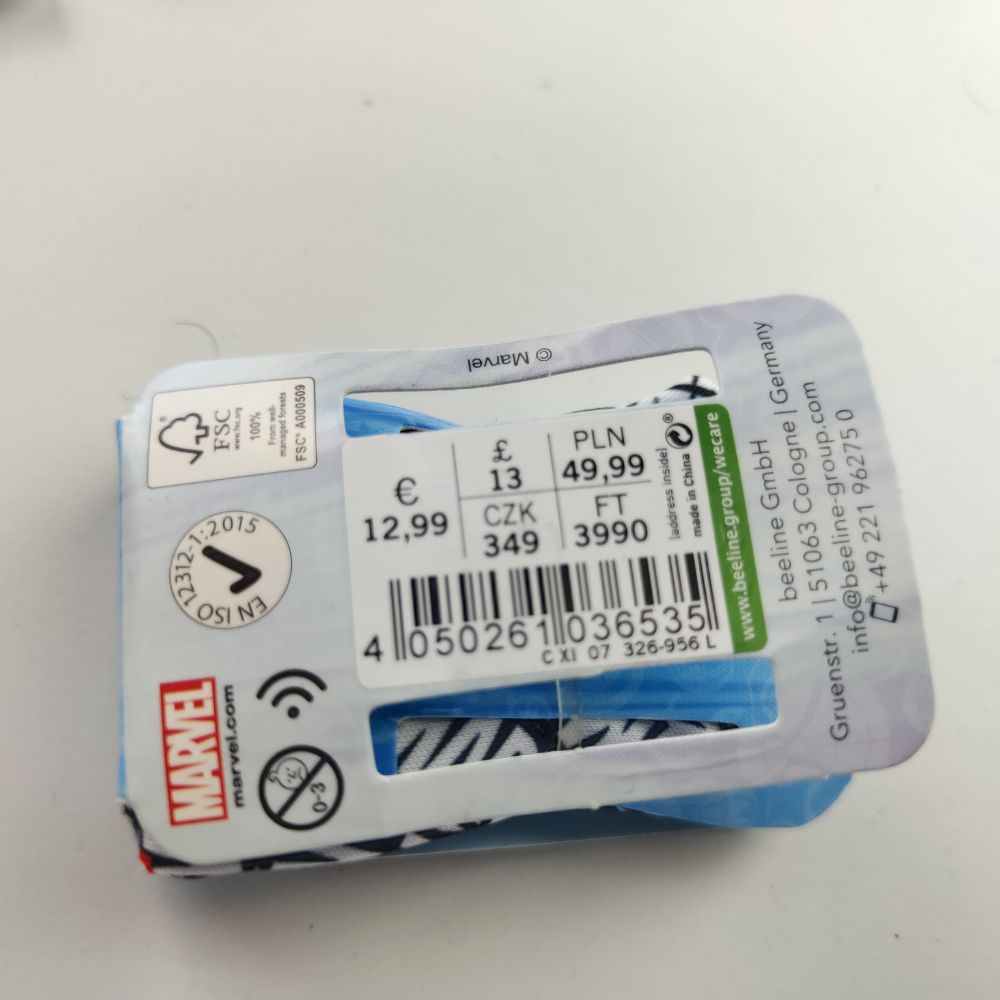 © Marvel
FSC
www.fsc.org
100%
From well-
managed forests
FSC® A000509
EN ISO 12312-1:2015
MARVEL
marvel.com
0-3
€
12,99
£
13
CZK
349
PLN
49,99
FT
3990
[address inside]
made in China
®
www.beeline.group/wecare
4 050261 036535
C XI 07 326-956 L
beeline GmbH
Gruenstr. 1 | 51063 Cologne | Germany
info@beeline-group.com
+49 221 96275 0